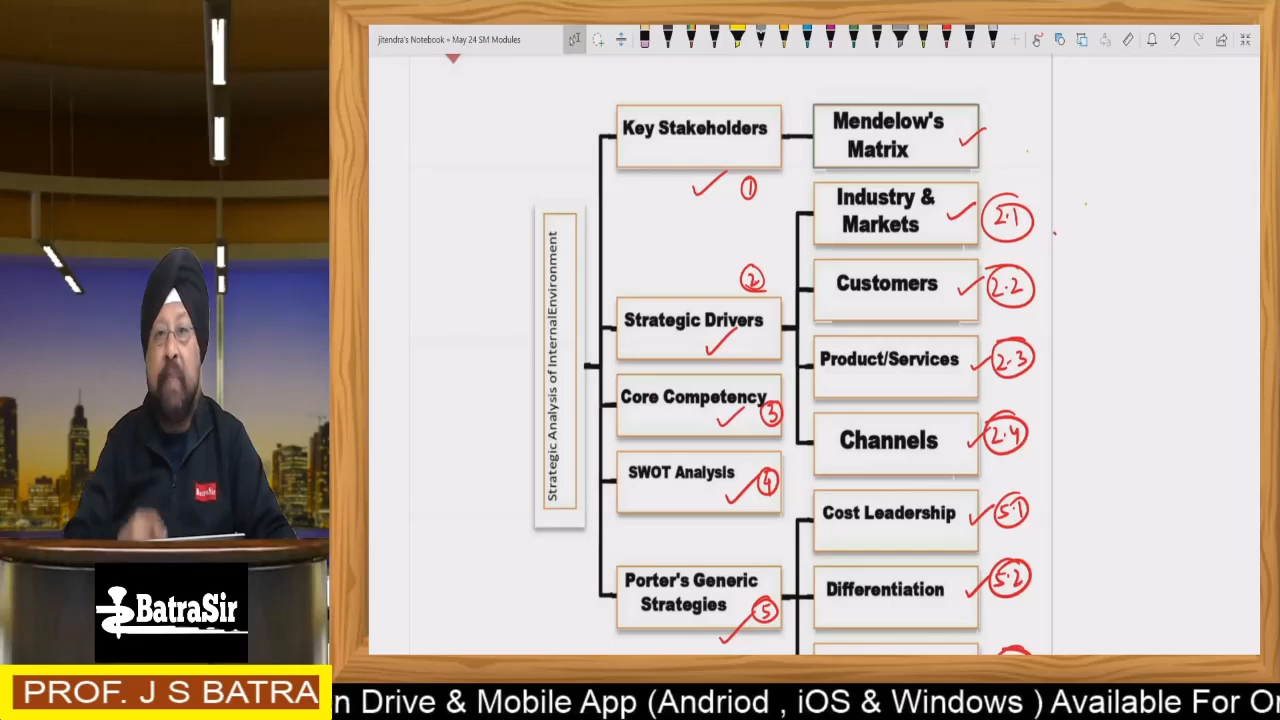 jitendra's Notebook » May 24 SM Modules
Key Stakeholders
1
Mendelow's
Matrix
Strategic Analysis of InternalEnvironment
Industry &
Markets
2.1
2
Strategic Drivers
Customers
2.2
Product/Services
2.3
Core Competency
3
Channels
2.4
SWOT Analysis
4
Cost Leadership
5.1
Porter's Generic
Strategies
5
Differentiation
5.2
BatraSir
BatraSir
PROF. J S BATRA
n Drive & Mobile App (Andriod , iOS & Windows ) Available For Or